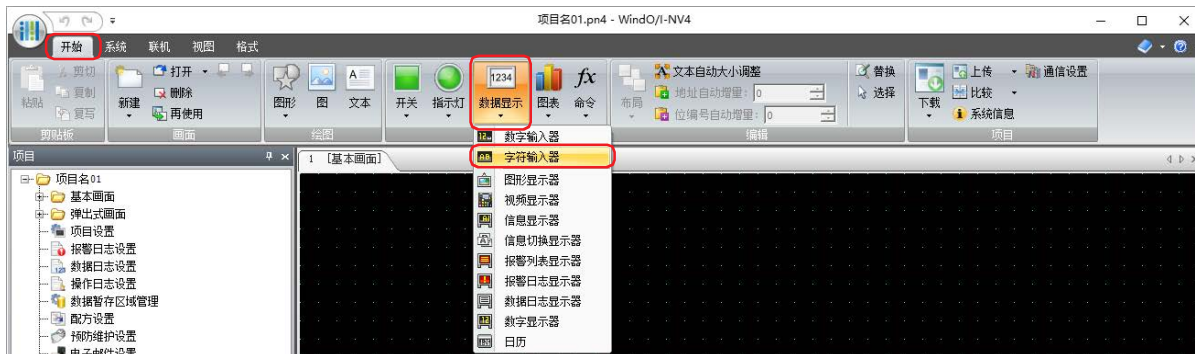 项目名01.pn4 - WindO/I-NV4
开始 系统 联机 视图 格式
粘贴 剪切 复制 复写 剪贴板
新建 打开 删除 再使用 画面
图形 图 A 文本 绘图
开关 指示灯 1234 数据显示 图表 fx 命令
布局 文本自动大小调整 地址自动增量: 0 位编号自动增量: 0 替换 选择 编辑
下载 上传 比较 系统信息 通信设置 项目
数字输入器
字符输入器
图形显示器
视频显示器
信息显示器
信息切换显示器
报警列表显示器
报警日志显示器
数据日志显示器
数字显示器
日历
项目
项目名01
基本画面
弹出式画面
项目设置
报警日志设置
数据日志设置
操作日志设置
数据暂存区域管理
配方设置
预防维护设置
电子邮件设置
1 [基本画面]